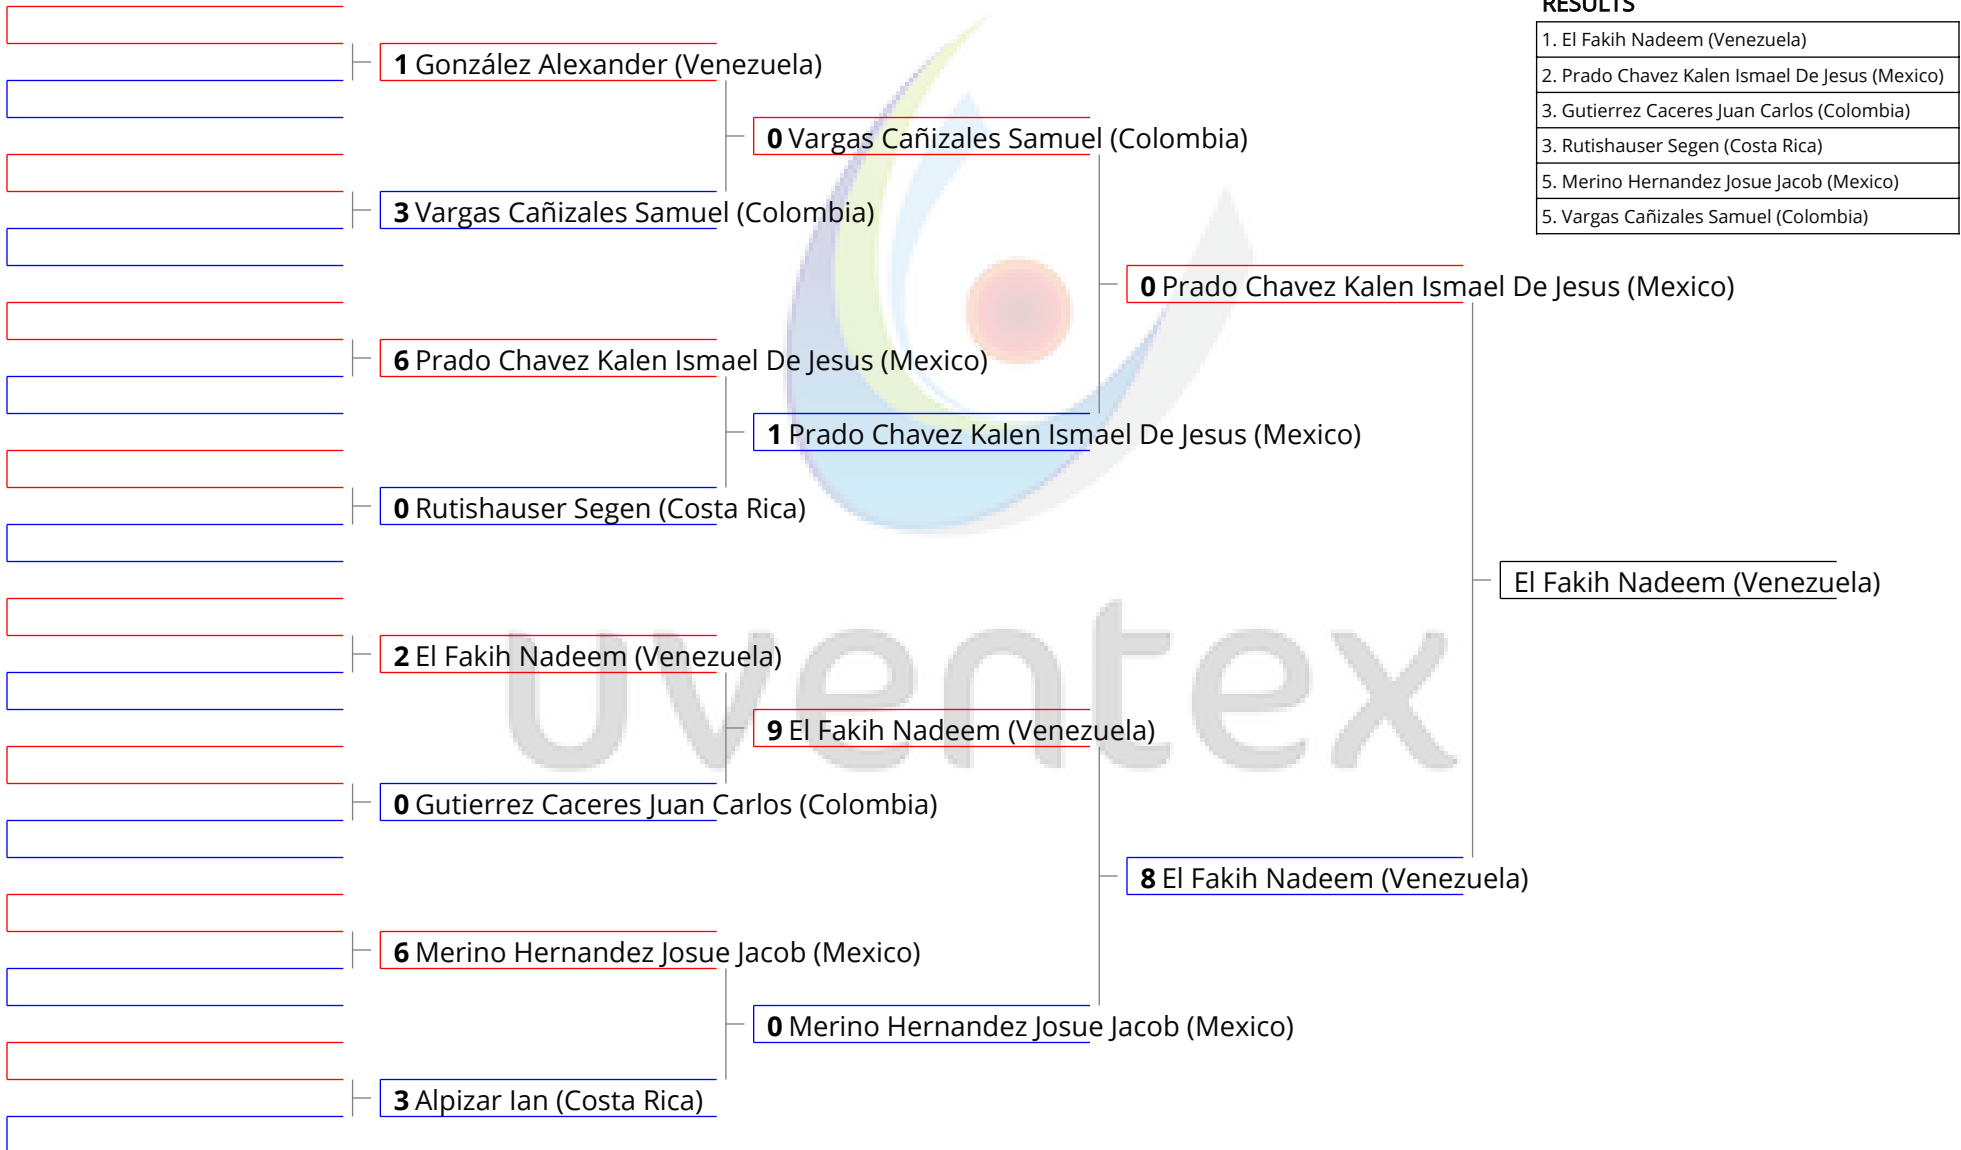 RESULTS
1. El Fakih Nadeem (Venezuela)
2. Prado Chavez Kalen Ismael De Jesus (Mexico)
3. Gutierrez Caceres Juan Carlos (Colombia)
3. Rutishauser Segen (Costa Rica)
5. Merino Hernandez Josue Jacob (Mexico)
5. Vargas Cañizales Samuel (Colombia)
1 González Alexander (Venezuela)
3 Vargas Cañizales Samuel (Colombia)
6 Prado Chavez Kalen Ismael De Jesus (Mexico)
0 Rutishauser Segen (Costa Rica)
2 El Fakih Nadeem (Venezuela)
0 Gutierrez Caceres Juan Carlos (Colombia)
6 Merino Hernandez Josue Jacob (Mexico)
3 Alpizar Ian (Costa Rica)
0 Vargas Cañizales Samuel (Colombia)
1 Prado Chavez Kalen Ismael De Jesus (Mexico)
9 El Fakih Nadeem (Venezuela)
0 Merino Hernandez Josue Jacob (Mexico)
0 Prado Chavez Kalen Ismael De Jesus (Mexico)
8 El Fakih Nadeem (Venezuela)
El Fakih Nadeem (Venezuela)
uventex